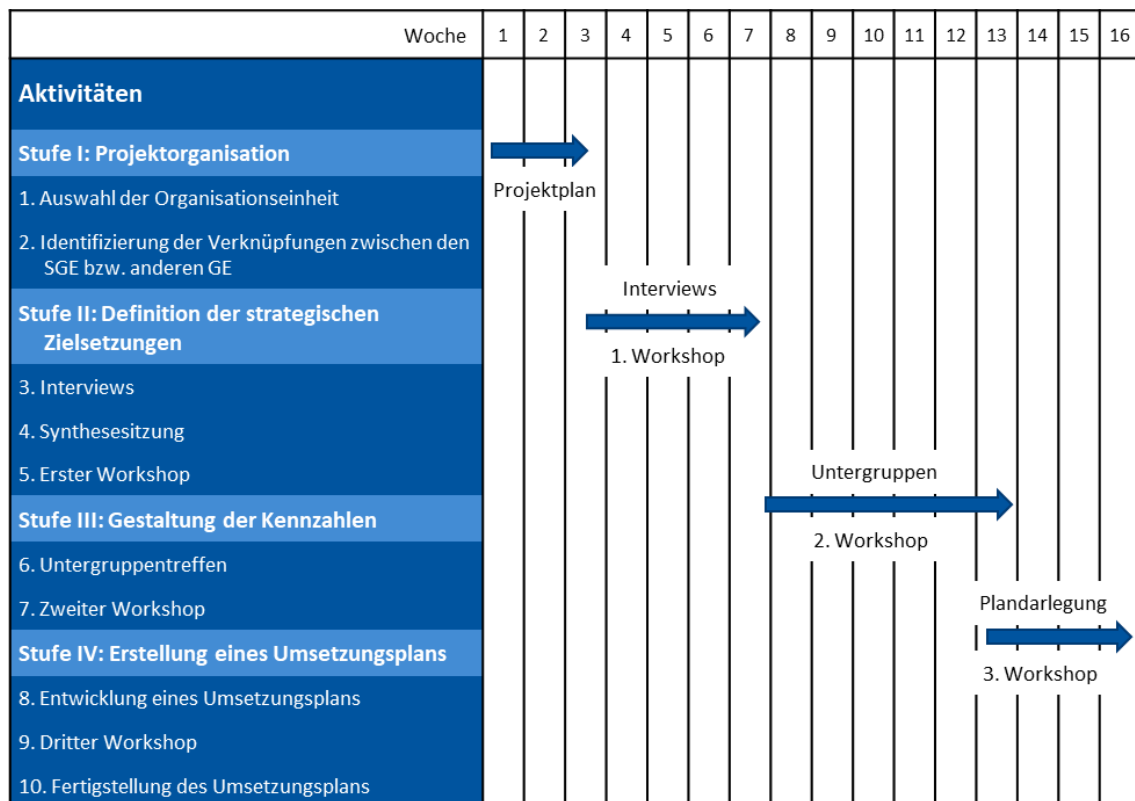 Woche 1 2 3 4 5 6 7 8 9 10 11 12 13 14 15 16
Aktivitäten
Stufe I: Projektorganisation
Projektplan
1. Auswahl der Organisationseinheit
2. Identifizierung der Verknüpfungen zwischen den
SGE bzw. anderen GE
Interviews
Stufe II: Definition der strategischen
Zielsetzungen
1. Workshop
3. Interviews
4. Synthesesitzung
5. Erster Workshop
Untergruppen
Stufe III: Gestaltung der Kennzahlen
2. Workshop
6. Untergruppentreffen
7. Zweiter Workshop
Plandarlegung
Stufe IV: Erstellung eines Umsetzungsplans
3. Workshop
8. Entwicklung eines Umsetzungsplans
9. Dritter Workshop
10. Fertigstellung des Umsetzungsplans